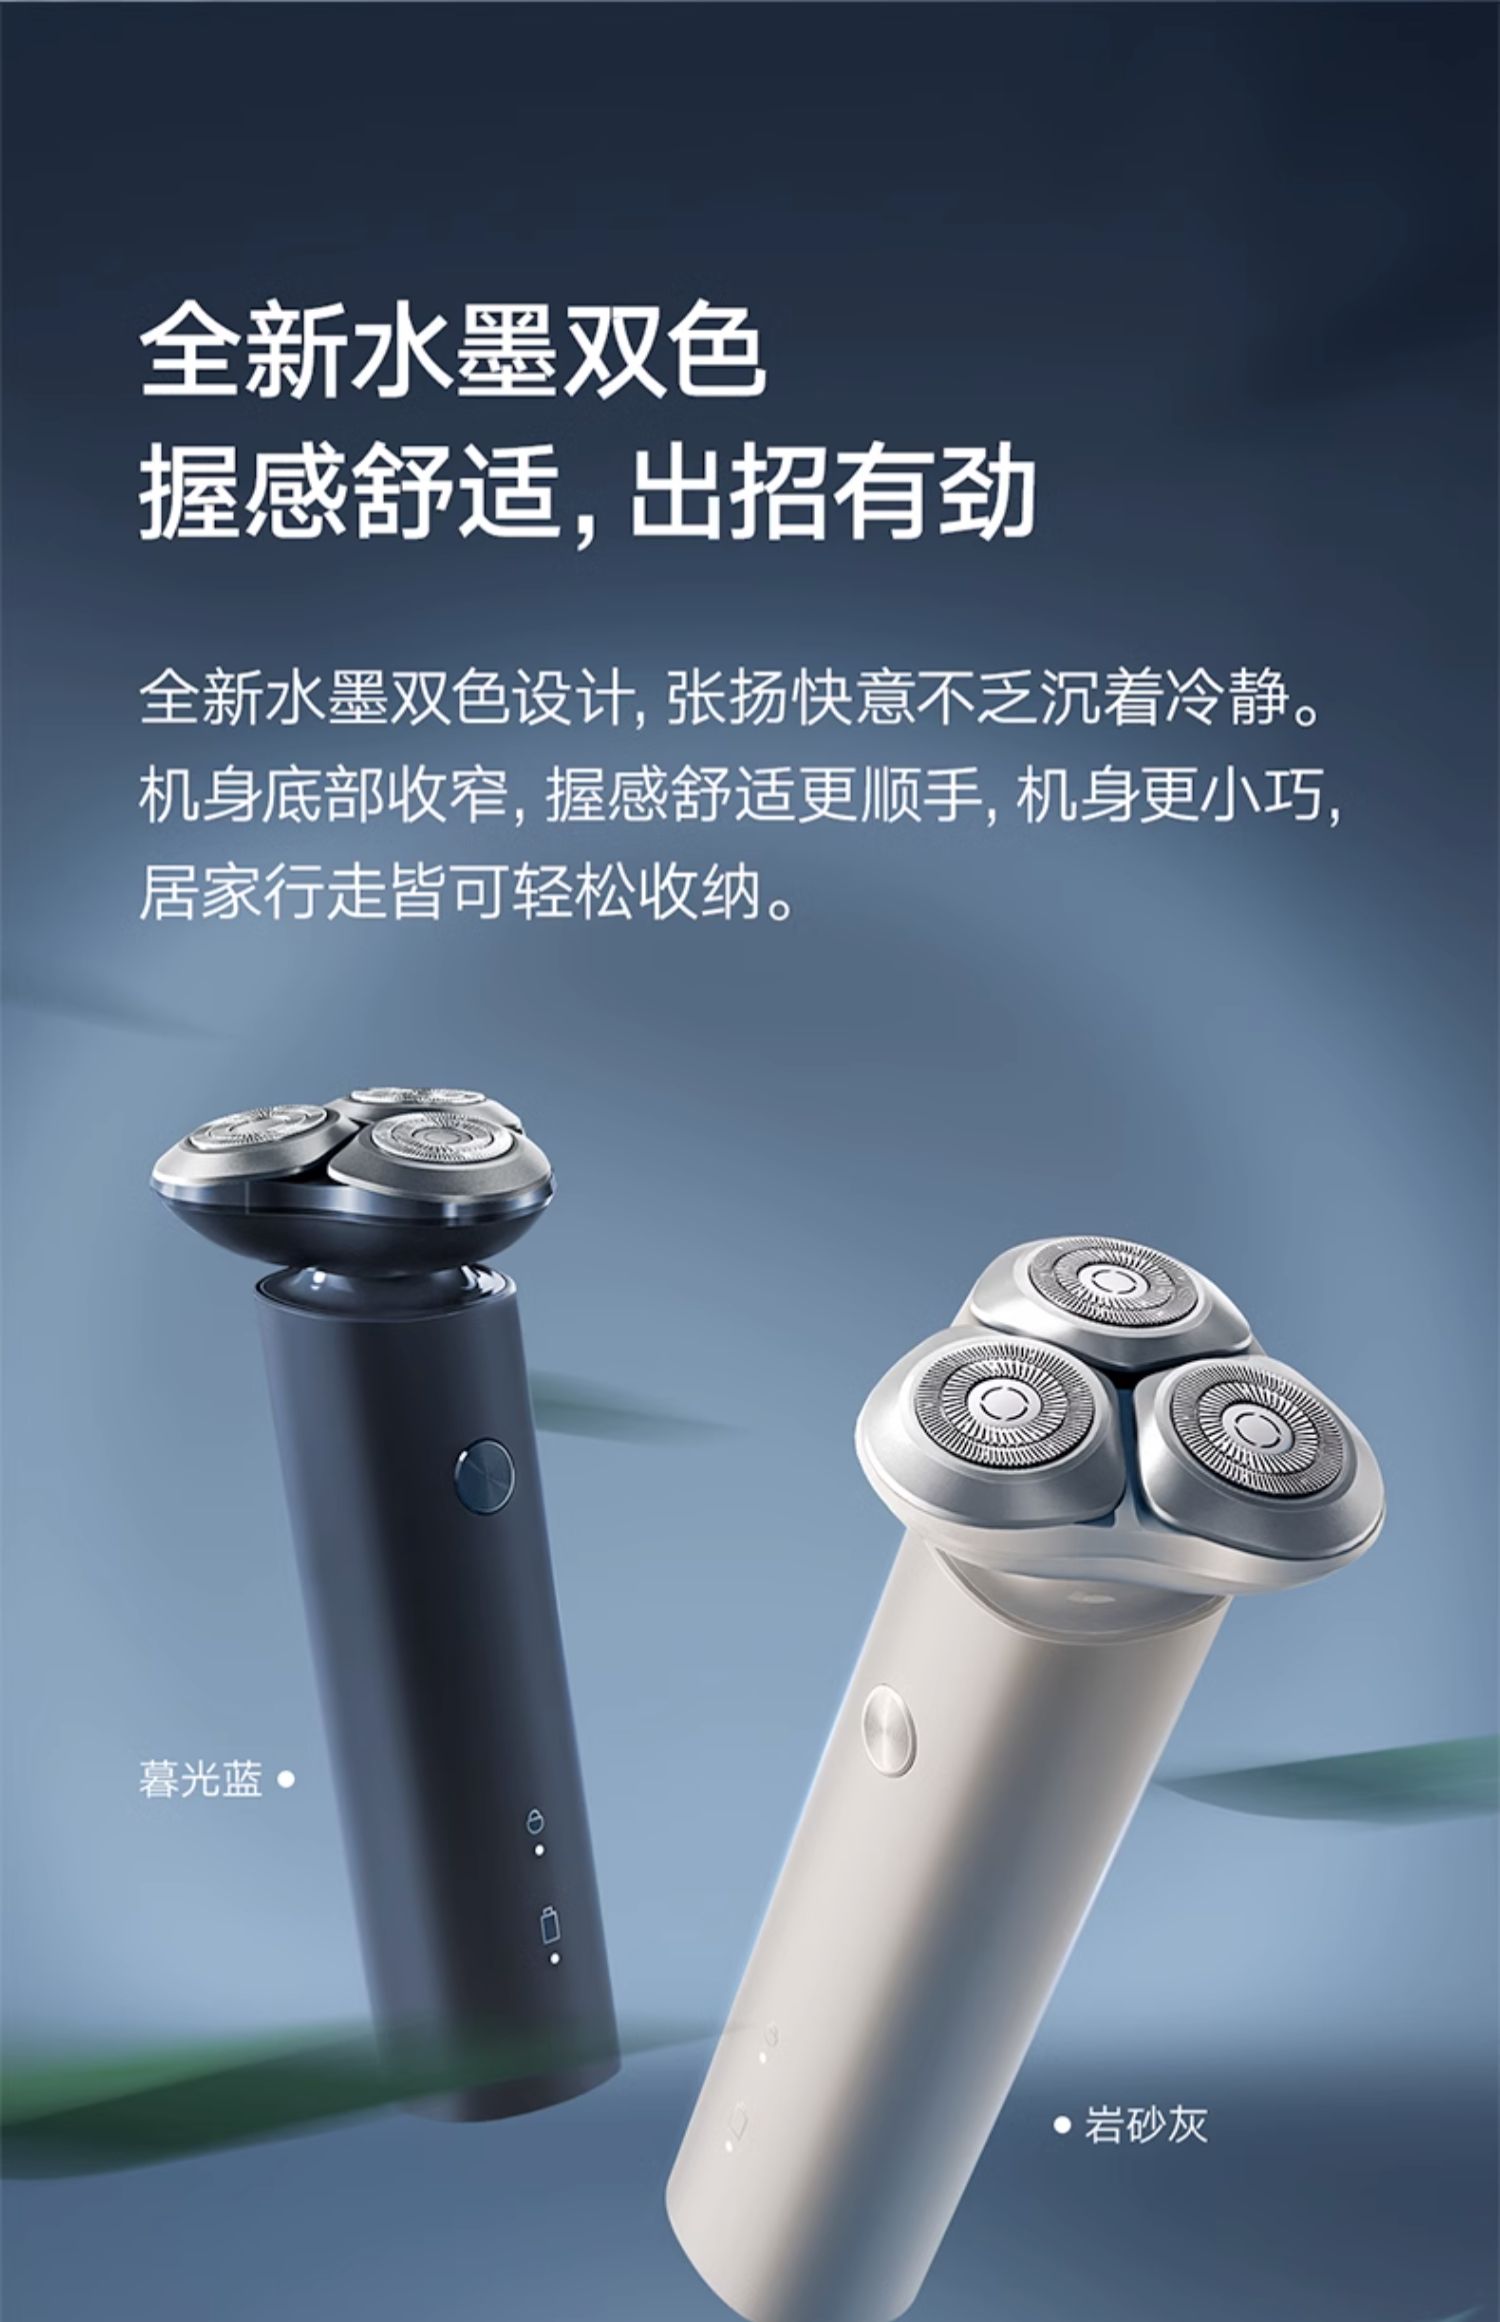 全新水墨双色
握感舒适, 出招有劲
全新水墨双色设计, 张扬快意不乏沉着冷静。
机身底部收窄, 握感舒适更顺手, 机身更小巧,
居家行走皆可轻松收纳。
暮光蓝
岩砂灰